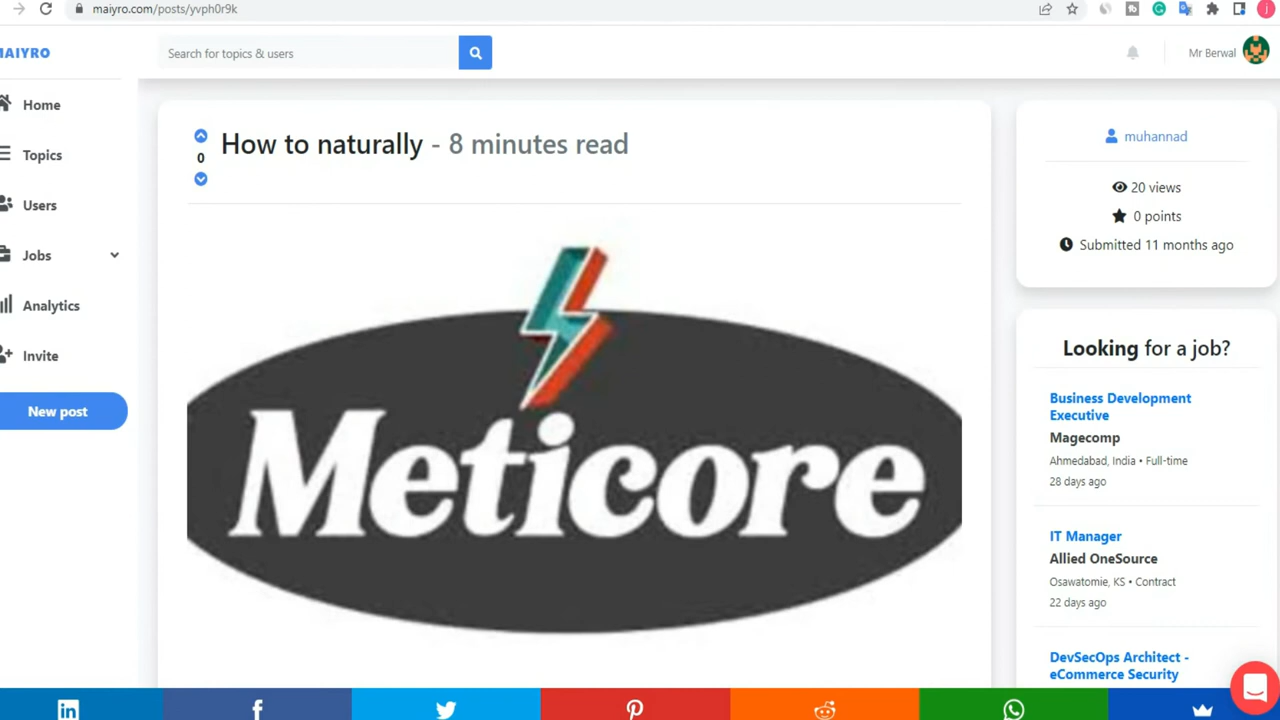 maiyro.com/posts/yvph0r9k
MAIYRO
Search for topics & users
Mr Berwal
Home
Topics
Users
Jobs
Analytics
Invite
New post
0
How to naturally - 8 minutes read
Meticore
muhannad
20 views
0 points
Submitted 11 months ago
Looking for a job?
Business Development
Executive
Magecomp
Ahmedabad, India • Full-time
28 days ago
IT Manager
Allied OneSource
Osawatomie, KS • Contract
22 days ago
DevSecOps Architect -
eCommerce Security